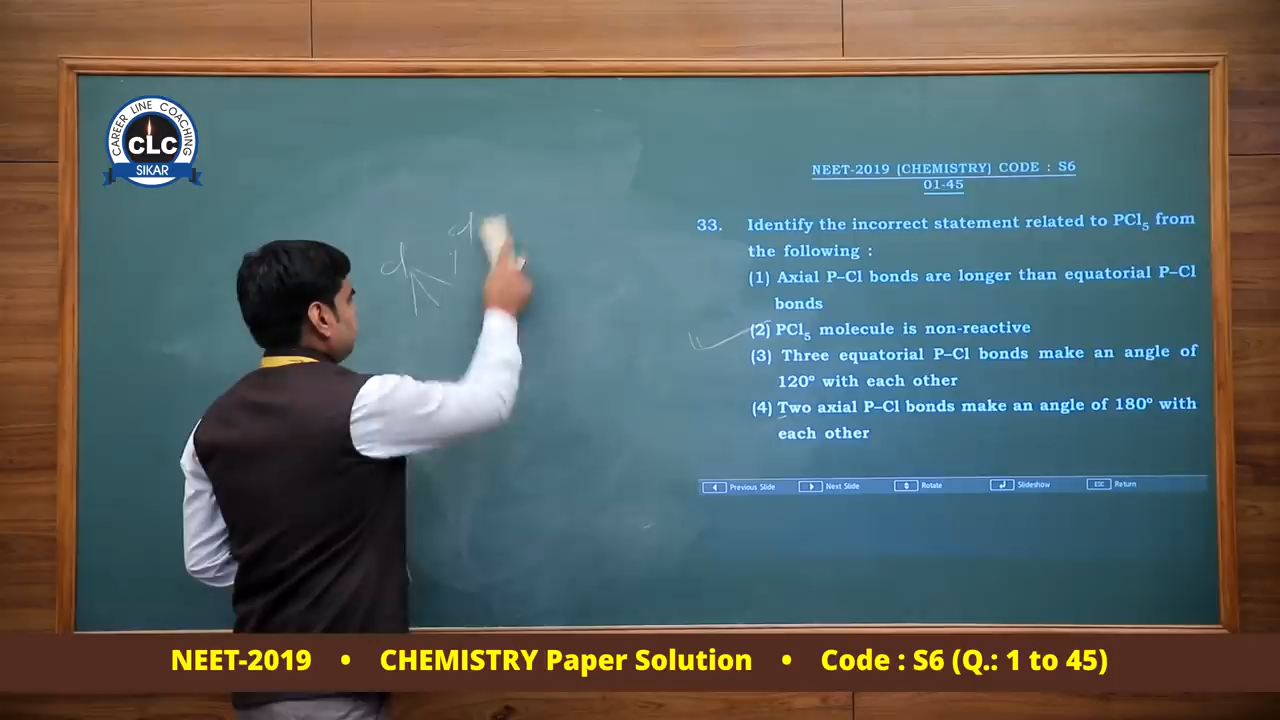 CAREER LINE COACHING
CLC
SIKAR
NEET-2019 (CHEMISTRY) CODE : S6
01-45
33. Identify the incorrect statement related to PCl₅ from
the following :
(1) Axial P–Cl bonds are longer than equatorial P–Cl
bonds
(2) PCl₅ molecule is non-reactive
(3) Three equatorial P–Cl bonds make an angle of
120° with each other
(4) Two axial P–Cl bonds make an angle of 180° with
each other
Previous Slide Next Slide Rotate Slideshow ESC Return
NEET-2019 • CHEMISTRY Paper Solution • Code : S6 (Q.: 1 to 45)